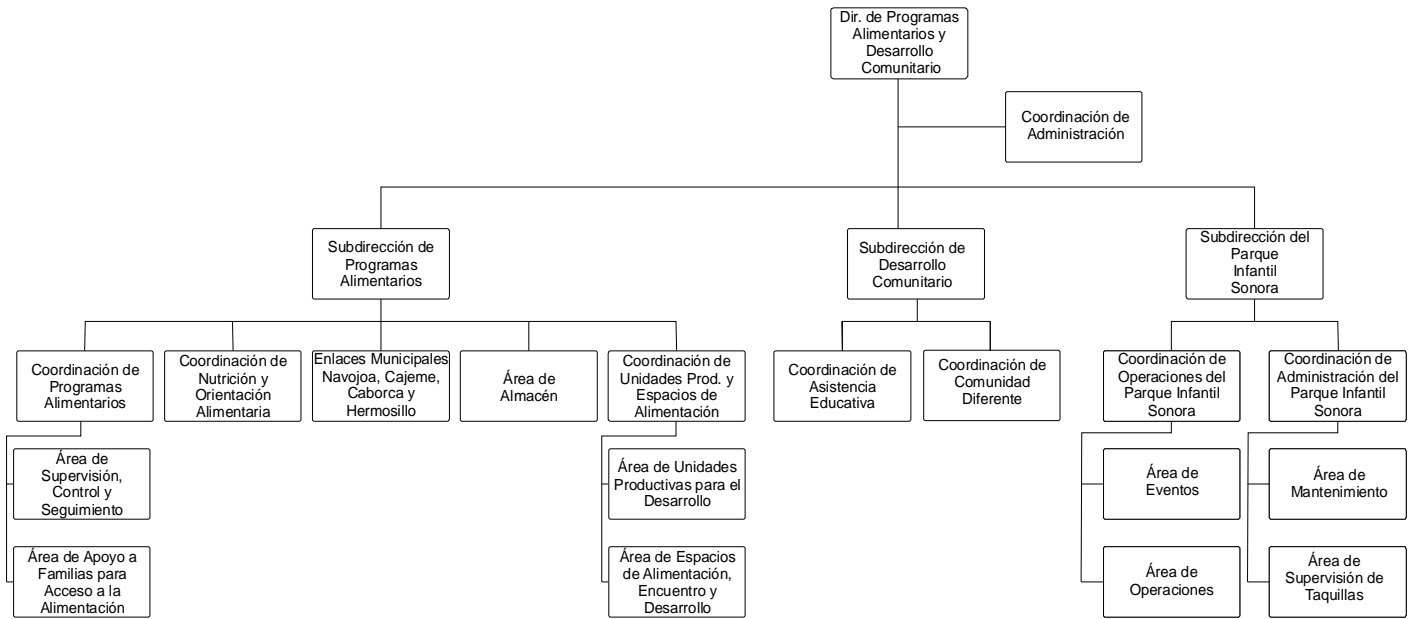 Dir. de Programas
Alimentarios y
Desarrollo
Comunitario
Coordinación de
Administración
Subdirección de
Programas
Alimentarios
Subdirección de
Desarrollo
Comunitario
Subdirección del
Parque
Infantil
Sonora
Coordinación de
Programas
Alimentarios
Coordinación de
Nutrición y
Orientación
Alimentaria
Enlaces Municipales
Navojoa, Cajeme,
Caborca y
Hermosillo
Área de
Almacén
Coordinación de
Unidades Prod. y
Espacios de
Alimentación
Coordinación de
Asistencia
Educativa
Coordinación de
Comunidad
Diferente
Coordinación de
Operaciones del
Parque Infantil
Sonora
Coordinación de
Administración del
Parque Infantil
Sonora
Área de
Supervisión,
Control y
Seguimiento
Área de Unidades
Productivas para el
Desarrollo
Área de
Eventos
Área de
Mantenimiento
Área de Apoyo a
Familias para
Acceso a la
Alimentación
Área de Espacios
de Alimentación,
Encuentro y
Desarrollo
Área de
Operaciones
Área de
Supervisión de
Taquillas